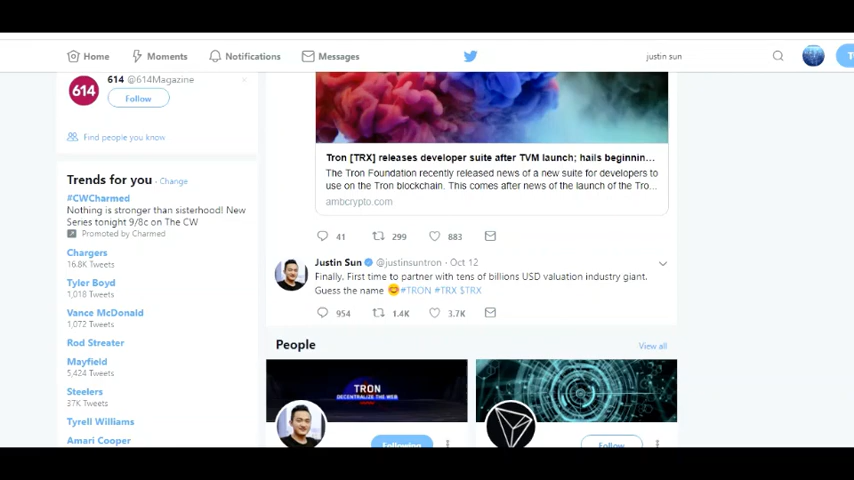 Home
Moments
Notifications
Messages
justin sun
614
614 @614Magazine
Follow
Find people you know
Trends for you · Change
#CWCharmed
Nothing is stronger than sisterhood! New
Series tonight 9/8c on The CW
Promoted by Charmed
Chargers
16.8K Tweets
Tyler Boyd
1,018 Tweets
Vance McDonald
1,072 Tweets
Rod Streater
Mayfield
5,424 Tweets
Steelers
37K Tweets
Tyrell Williams
Amari Cooper
Tron [TRX] releases developer suite after TVM launch; hails beginnin...
The Tron Foundation recently released news of a new suite for developers to
use on the Tron blockchain. This comes after news of the launch of the Tro...
ambcrypto.com
41 299 883
Justin Sun @justinsuntron · Oct 12
Finally, First time to partner with tens of billions USD valuation industry giant.
Guess the name 😊#TRON #TRX $TRX
954 1.4K 3.7K
People
View all
TRON
DECENTRALIZE THE WEB
Following
Follow